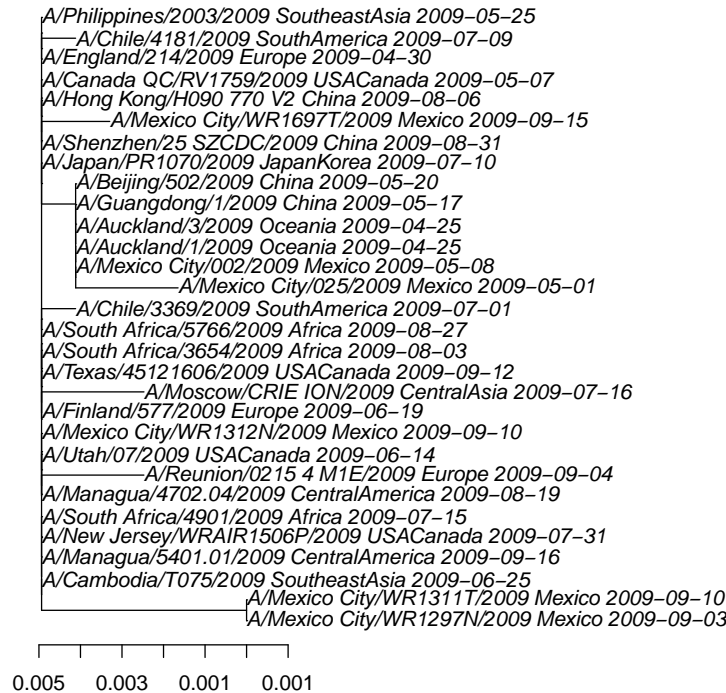 A/Philippines/2003/2009 SoutheastAsia 2009−05−25
A/Chile/4181/2009 SouthAmerica 2009−07−09
A/England/214/2009 Europe 2009−04−30
A/Canada QC/RV1759/2009 USACanada 2009−05−07
A/Hong Kong/H090 770 V2 China 2009−08−06
A/Mexico City/WR1697T/2009 Mexico 2009−09−15
A/Shenzhen/25 SZCDC/2009 China 2009−08−31
A/Japan/PR1070/2009 JapanKorea 2009−07−10
A/Beijing/502/2009 China 2009−05−20
A/Guangdong/1/2009 China 2009−05−17
A/Auckland/3/2009 Oceania 2009−04−25
A/Auckland/1/2009 Oceania 2009−04−25
A/Mexico City/002/2009 Mexico 2009−05−08
A/Mexico City/025/2009 Mexico 2009−05−01
A/Chile/3369/2009 SouthAmerica 2009−07−01
A/South Africa/5766/2009 Africa 2009−08−27
A/South Africa/3654/2009 Africa 2009−08−03
A/Texas/45121606/2009 USACanada 2009−09−12
A/Moscow/CRIE ION/2009 CentralAsia 2009−07−16
A/Finland/577/2009 Europe 2009−06−19
A/Mexico City/WR1312N/2009 Mexico 2009−09−10
A/Utah/07/2009 USACanada 2009−06−14
A/Reunion/0215 4 M1E/2009 Europe 2009−09−04
A/Managua/4702.04/2009 CentralAmerica 2009−08−19
A/South Africa/4901/2009 Africa 2009−07−15
A/New Jersey/WRAIR1506P/2009 USACanada 2009−07−31
A/Managua/5401.01/2009 CentralAmerica 2009−09−16
A/Cambodia/T075/2009 SoutheastAsia 2009−06−25
A/Mexico City/WR1311T/2009 Mexico 2009−09−10
A/Mexico City/WR1297N/2009 Mexico 2009−09−03
0.005 0.003 0.001 0.001